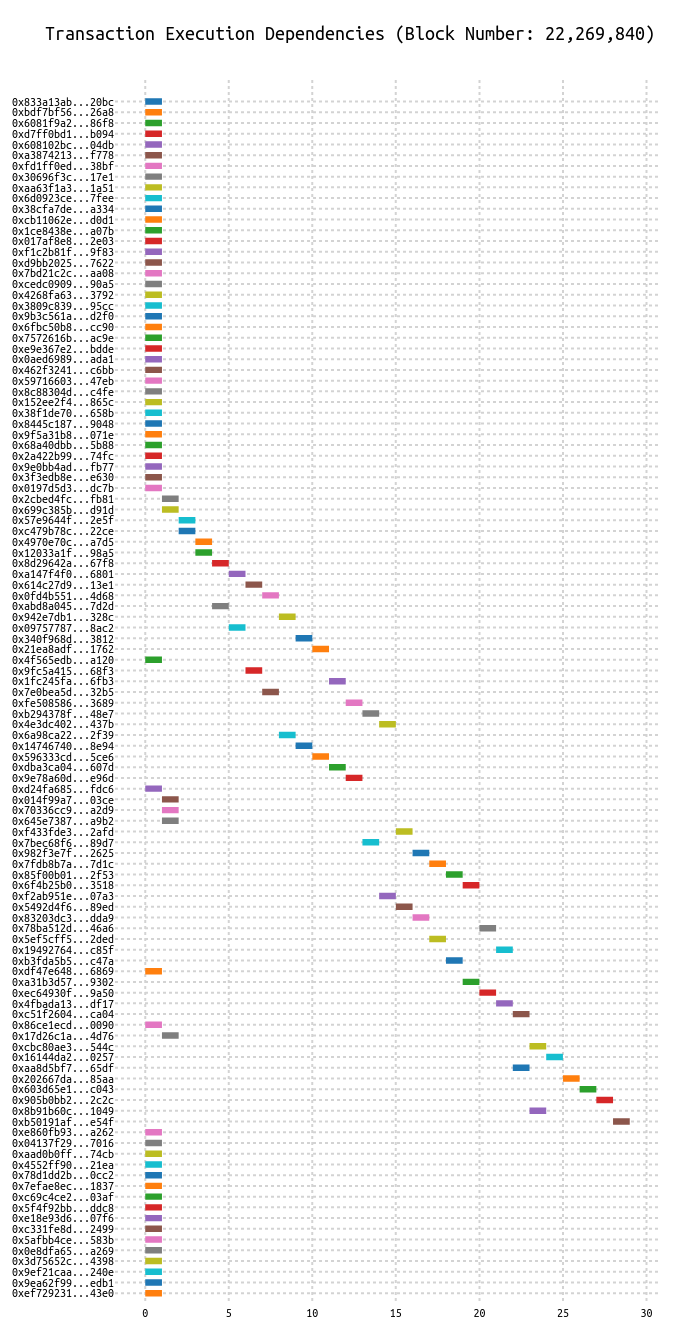 Transaction Execution Dependencies (Block Number: 22,269,840)
0x833a13ab...20bc
0xbdf7bf56...26a8
0x6081f9a2...86f8
0xd7ff0bd1...b094
0x608102bc...04db
0xa3874213...f778
0xfd1ff0ed...38bf
0x30696f3c...17e1
0xaa63f1a3...1a51
0x6d0923ce...7fee
0x38cfa7de...a334
0xcb11062e...d0d1
0x1ce8438e...a07b
0x017af8e8...2e03
0xf1c2b81f...9f83
0xd9bb2025...7622
0x7bd21c2c...aa08
0xcedc0909...90a5
0x4268fa63...3792
0x3809c839...95cc
0x9b3c561a...d2f0
0x6fbc50b8...cc90
0x7572616b...ac9e
0xe9e367e2...bdde
0x0aed6989...ada1
0x462f3241...c6bb
0x59716603...47eb
0x8c88304d...c4fe
0x152ee2f4...865c
0x38f1de70...658b
0x8445c187...9048
0x9f5a31b8...071e
0x68a40dbb...5b88
0x2a422b99...74fc
0x9e0bb4ad...fb77
0x3f3edb8e...e630
0x0197d5d3...dc7b
0x2cbed4fc...fb81
0x699c385b...d91d
0x57e9644f...2e5f
0xc479b78c...22ce
0x4970e70c...a7d5
0x12033a1f...98a5
0x8d29642a...67f8
0xa147f4f0...6801
0x614c27d9...13e1
0x0fd4b551...4d68
0xabd8a045...7d2d
0x942e7db1...328c
0x09757787...8ac2
0x340f968d...3812
0x21ea8adf...1762
0x4f565edb...a120
0x9fc5a415...68f3
0x1fc245fa...6fb3
0x7e0bea5d...32b5
0xfe508586...3689
0xb294378f...48e7
0x4e3dc402...437b
0x6a98ca22...2f39
0x14746740...8e94
0x596333cd...5ce6
0xdba3ca04...607d
0x9e78a60d...e96d
0xd24fa685...fdc6
0x014f99a7...03ce
0x70336cc9...a2d9
0x645e7387...a9b2
0xf433fde3...2afd
0x7bec68f6...89d7
0x982f3e7f...2625
0x7fdb8b7a...7d1c
0x85f00b01...2f53
0x6f4b25b0...3518
0xf2ab951e...07a3
0x5492d4f6...89ed
0x83203dc3...dda9
0x78ba512d...46a6
0x5ef5cff5...2ded
0x19492764...c85f
0xb3fda5b5...c47a
0xdf47e648...6869
0xa31b3d57...9302
0xec64930f...9a50
0x4fbada13...df17
0xc51f2604...ca04
0x86ce1ecd...0090
0x17d26c1a...4d76
0xcbc80ae3...544c
0x16144da2...0257
0xaa8d5bf7...65df
0x202667da...85aa
0x603d65e1...c043
0x905b0bb2...2c2c
0x8b91b60c...1049
0xb50191af...e54f
0xe860fb93...a262
0x04137f29...7016
0xaad0b0ff...74cb
0x4552ff90...21ea
0x78d1dd2b...0cc2
0x7efae8ec...1837
0xc69c4ce2...03af
0x5f4f92bb...ddc8
0xe18e93d6...07f6
0xc331fe8d...2499
0x5afbb4ce...583b
0x0e8dfa65...a269
0x3d75652c...4398
0x9ef21caa...240e
0x9ea62f99...edb1
0xef729231...43e0
0 5 10 15 20 25 30